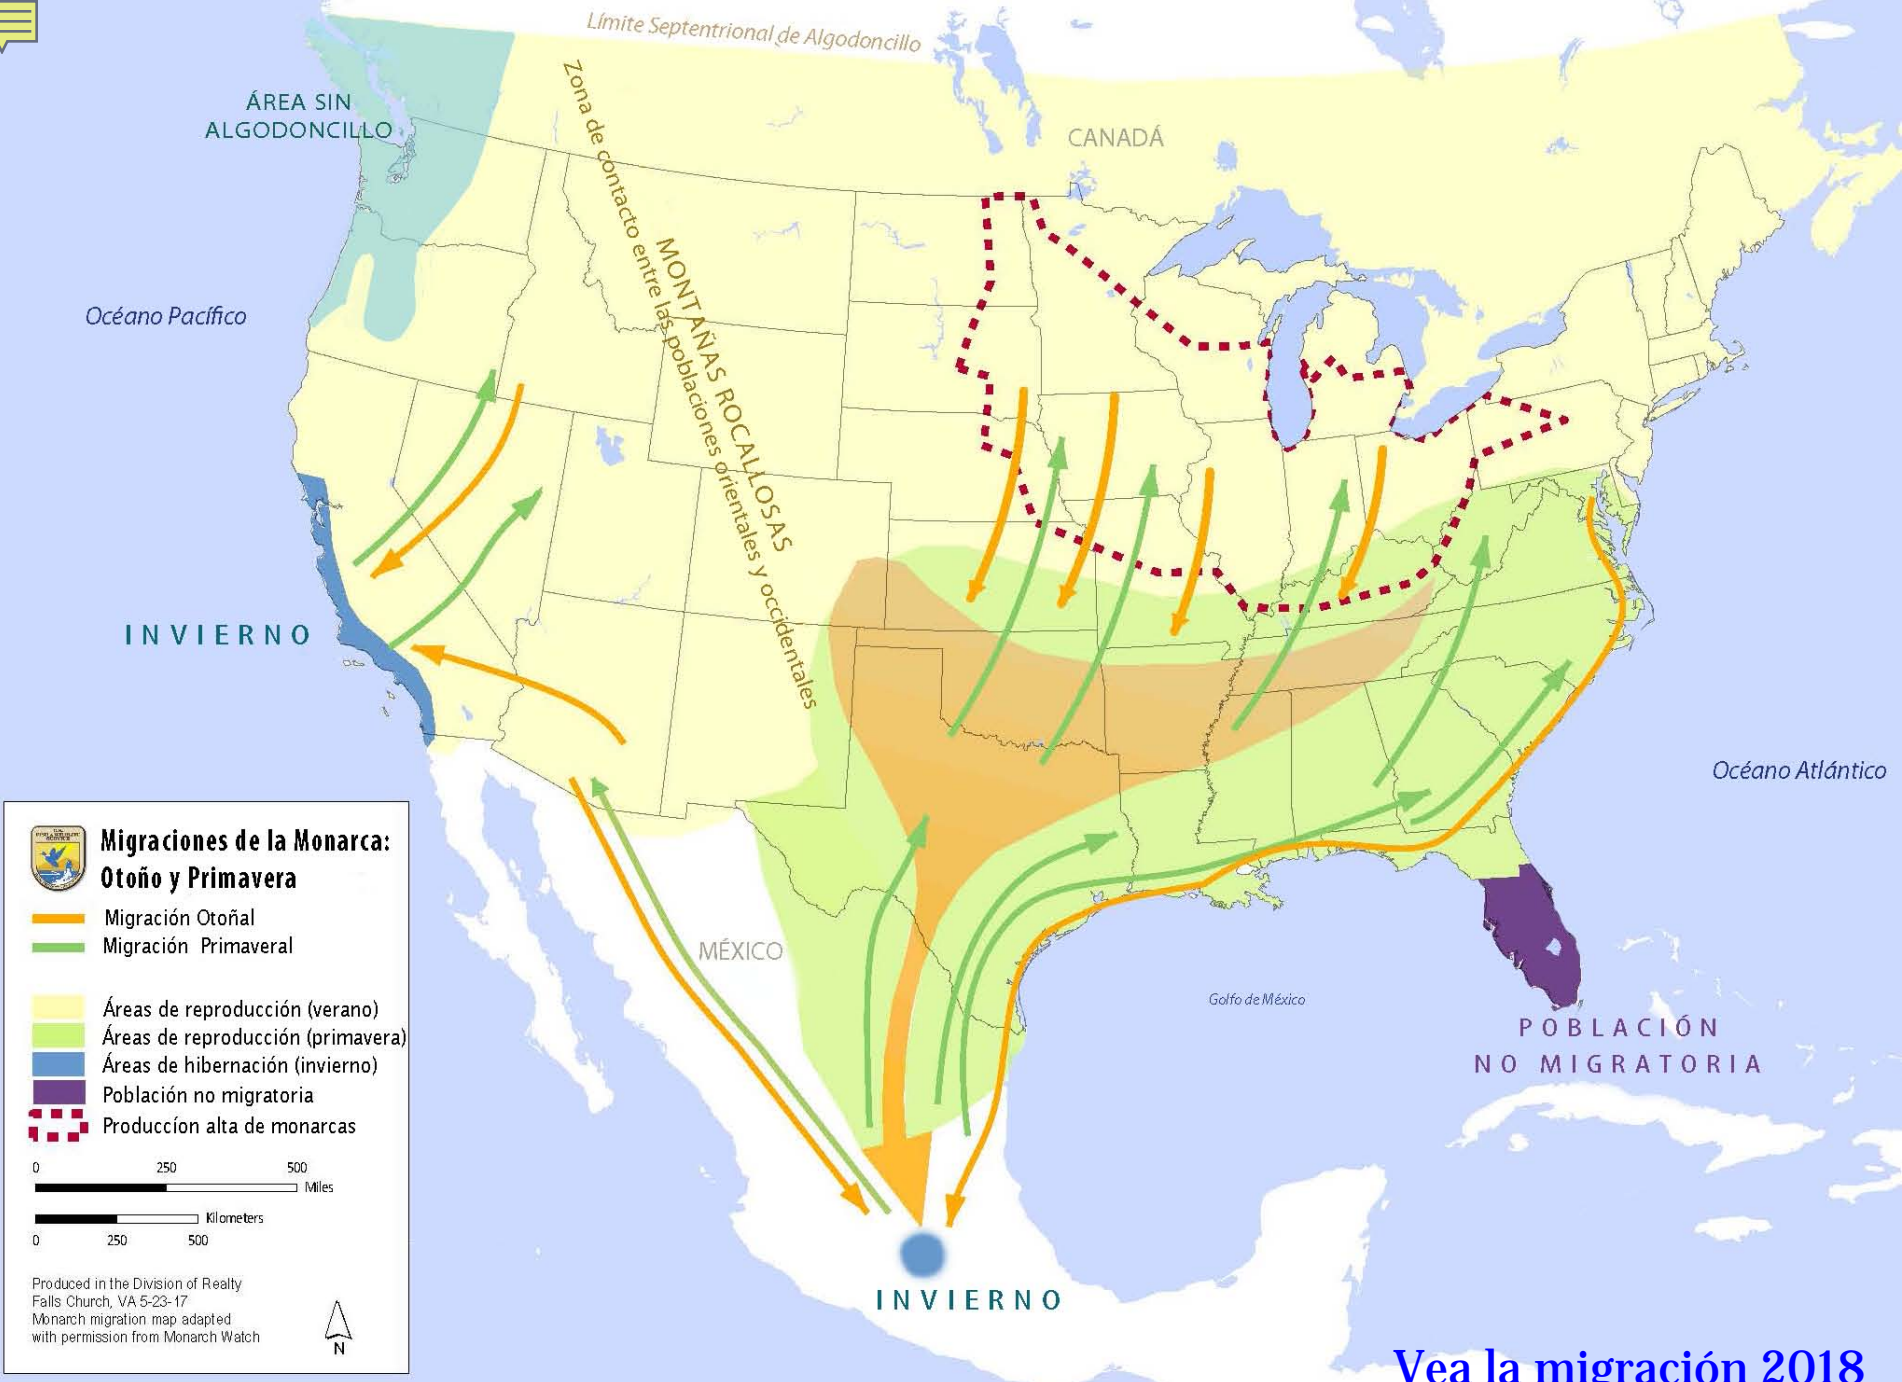 Límite Septentrional de Algodoncillo
ÁREA SIN
ALGODONCILLO
CANADÁ
Zona de contacto entre las poblaciones orientales y occidentales
MONTAÑAS ROCALLOSAS
Océano Pacífico
INVIERNO
Océano Atlántico
MÉXICO
Golfo de México
POBLACIÓN
NO MIGRATORIA
INVIERNO
Migraciones de la Monarca:
Otoño y Primavera
Migración Otoñal
Migración Primaveral
Áreas de reproducción (verano)
Áreas de reproducción (primavera)
Áreas de hibernación (invierno)
Población no migratoria
Produccíon alta de monarcas
0 250 500
Miles
Kilometers
0 250 500
Produced in the Division of Realty
Falls Church, VA 5-23-17
Monarch migration map adapted
with permission from Monarch Watch
N
Vea la migración 2018